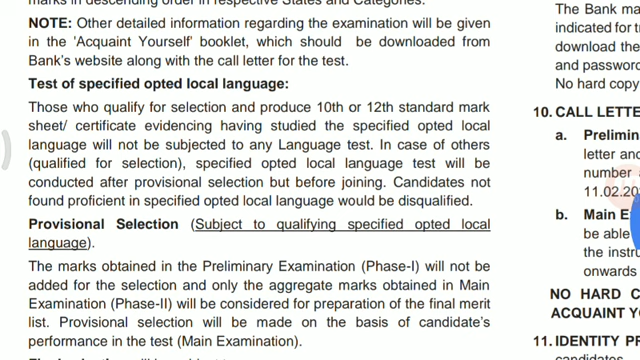 marks in descending order in respective States and Categories.
NOTE: Other detailed information regarding the examination will be given
in the 'Acquaint Yourself' booklet, which should be downloaded from
Bank's website along with the call letter for the test.
Test of specified opted local language:
Those who qualify for selection and produce 10th or 12th standard mark
sheet/ certificate evidencing having studied the specified opted local
language will not be subjected to any Language test. In case of others
(qualified for selection), specified opted local language test will be
conducted after provisional selection but before joining. Candidates not
found proficient in specified opted local language would be disqualified.
Provisional Selection (Subject to qualifying specified opted local
language).
The marks obtained in the Preliminary Examination (Phase-I) will not be
added for the selection and only the aggregate marks obtained in Main
Examination (Phase-II) will be considered for preparation of the final merit
list. Provisional selection will be made on the basis of candidate's
performance in the test (Main Examination).
The Bank ma
indicated for t
download the
and password
No hard copy
10. CALL LETTE
a. Prelimin
letter and
number
11.02.20
b. Main E
be able
the instru
onwards
NO HARD C
ACQUAINT Y
11. IDENTITY P
candidates